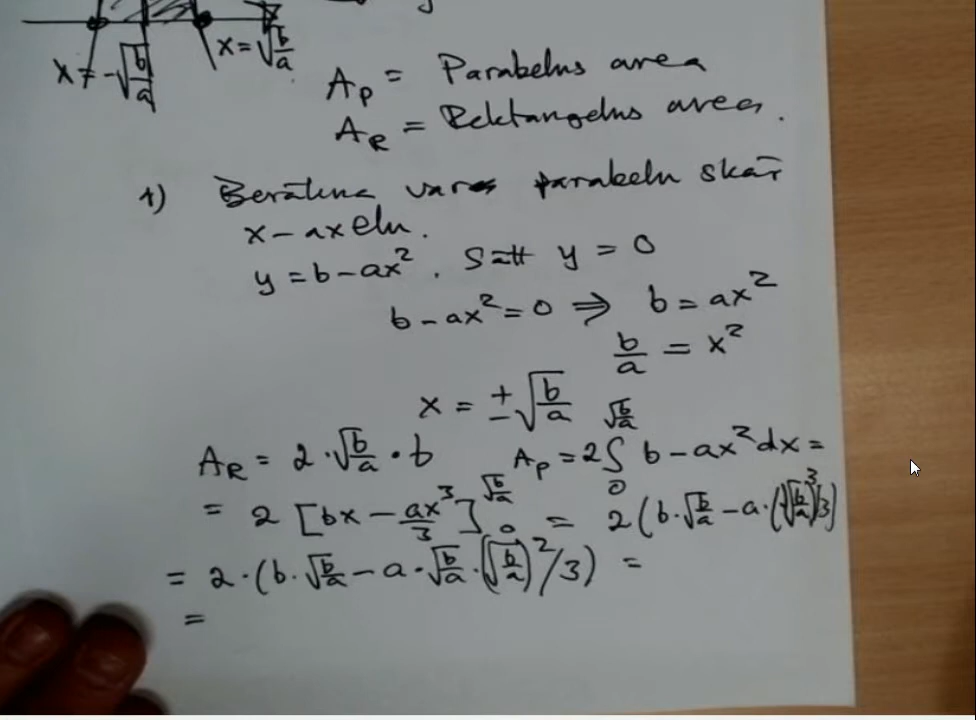 x = -√(b/a)
x = √(b/a)
A_P = Parabelns area
A_R = Rektangelns area.
1) Beräkna var parabeln skär
x-axeln.
y = b - ax². Sätt y = 0
b - ax² = 0 ⇒ b = ax²
b/a = x²
x = ±√(b/a)
A_R = 2·√(b/a)·b A_P = 2∫₀^√(b/a) b - ax² dx =
= 2 [bx - ax³/3]₀^√(b/a) = 2(b·√(b/a) - a·(√(b/a))³/3)
= 2·(b·√(b/a) - a·√(b/a)·(√(b/a))²/3) =
=